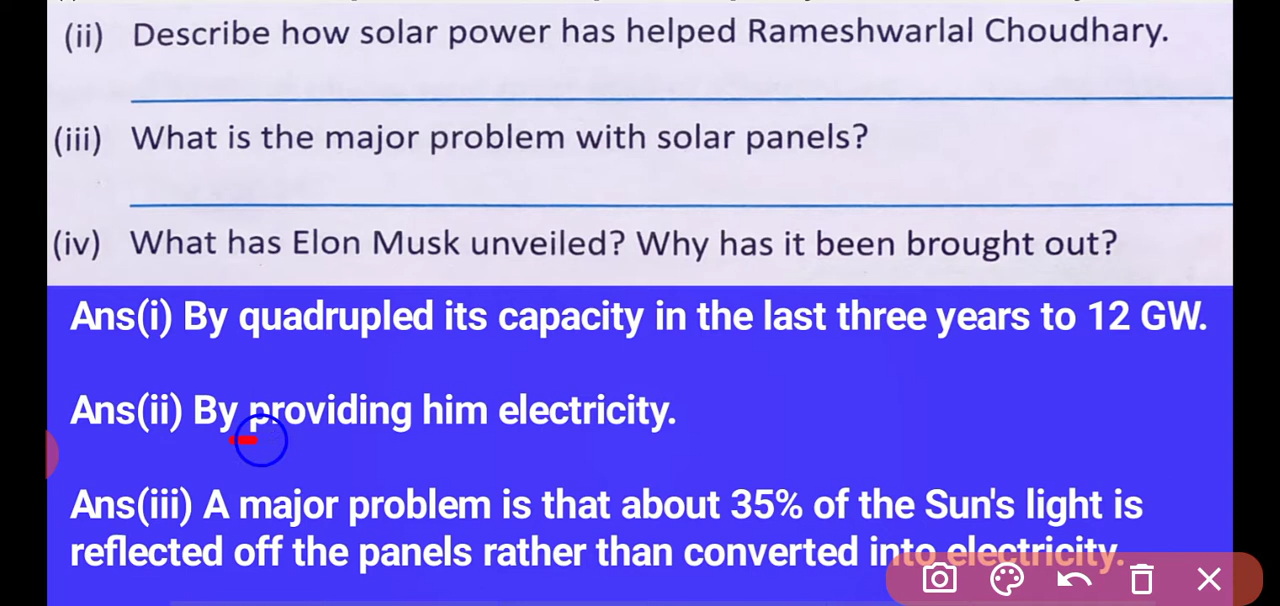 (ii) Describe how solar power has helped Rameshwarlal Choudhary.
(iii) What is the major problem with solar panels?
(iv) What has Elon Musk unveiled? Why has it been brought out?
Ans(i) By quadrupled its capacity in the last three years to 12 GW.
Ans(ii) By providing him electricity.
Ans(iii) A major problem is that about 35% of the Sun's light is
reflected off the panels rather than converted into electricity.